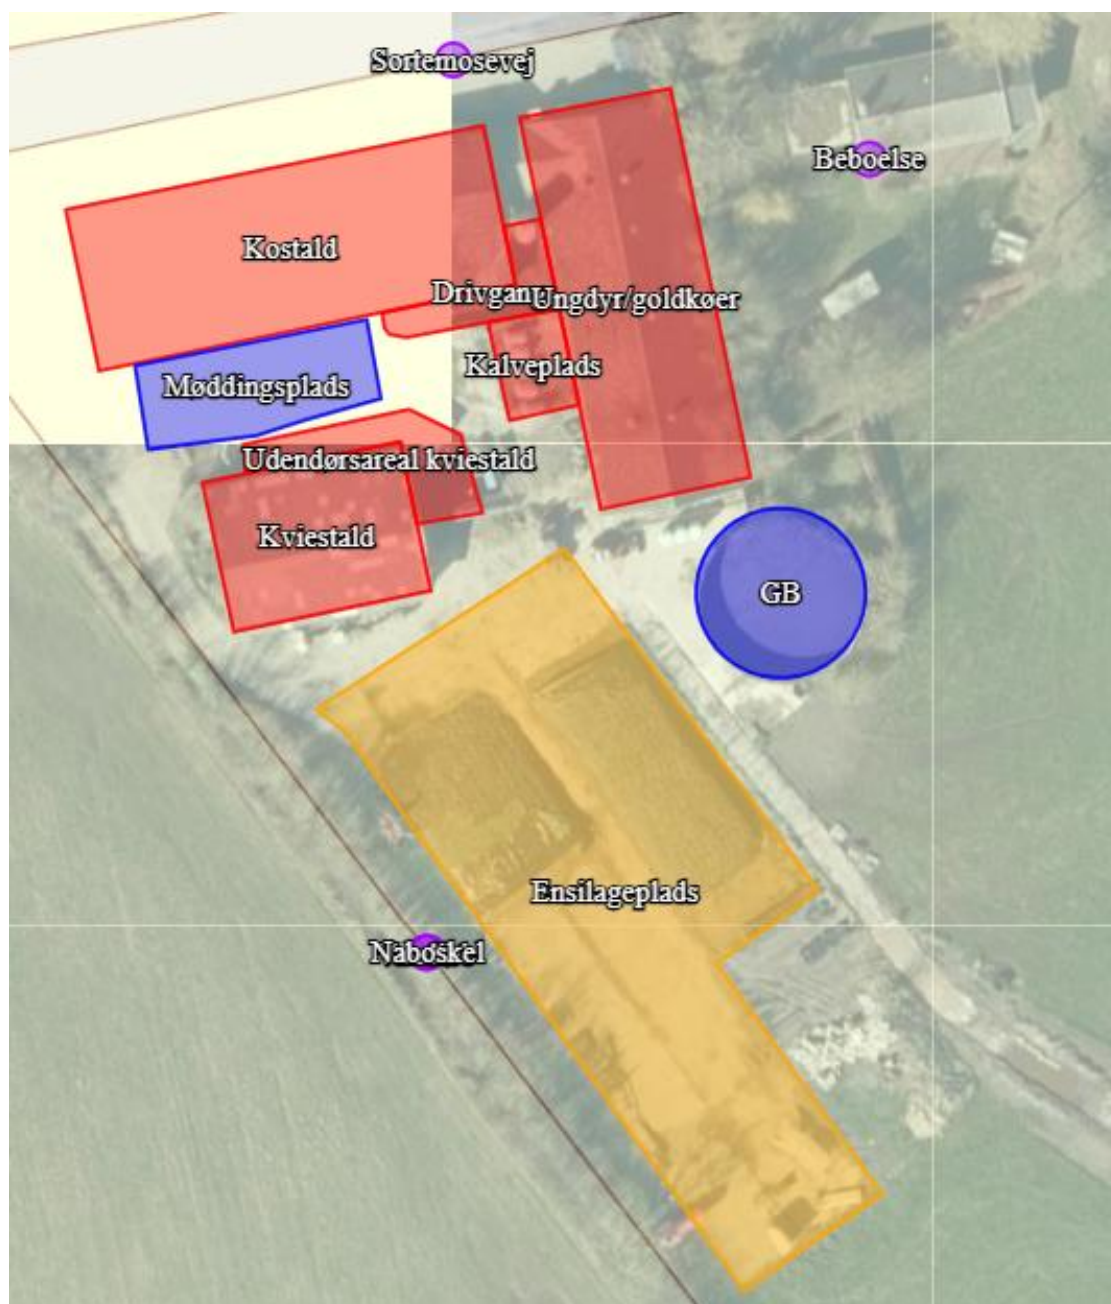 Sortemosevej
Beboelse
Kostald
Drivgang
Ungdyr/goldkøer
Kalveplads
Møddingsplads
Udendørsareal kviestald
Kviestald
GB
Ensilageplads
Naboskel